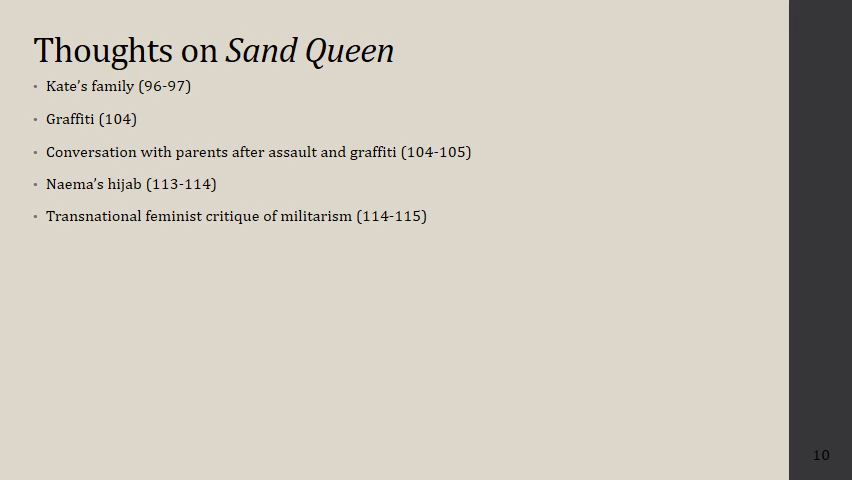 Thoughts on Sand Queen
• Kate’s family (96-97)
• Graffiti (104)
• Conversation with parents after assault and graffiti (104-105)
• Naema’s hijab (113-114)
• Transnational feminist critique of militarism (114-115)
10